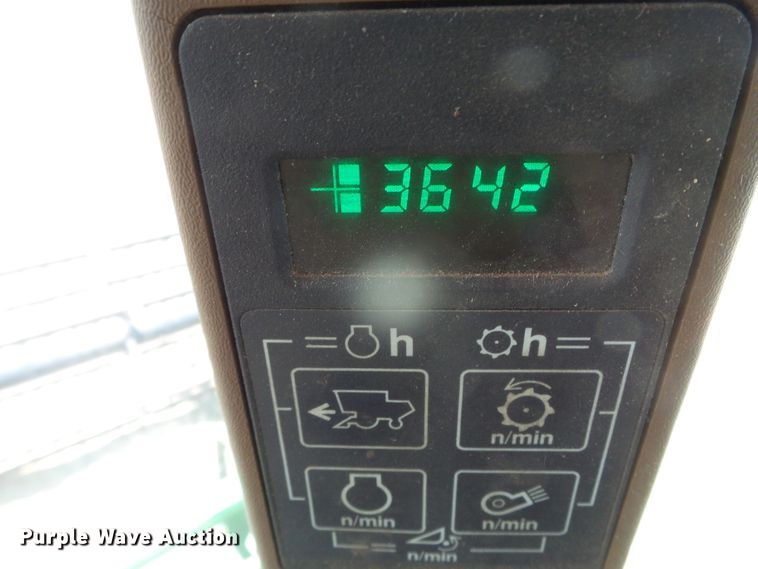 3642
= h h =
n/min
n/min n/min
= n/min
Purple Wave Auction